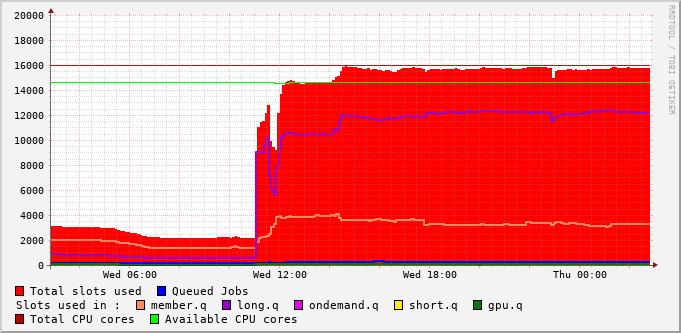 20000
18000
16000
14000
12000
10000
8000
6000
4000
2000
0
Wed 06:00 Wed 12:00 Wed 18:00 Thu 00:00
RRDTOOL / TOBI OETIKER
Total slots used Queued Jobs
Slots used in : member.q long.q ondemand.q short.q gpu.q
Total CPU cores Available CPU cores